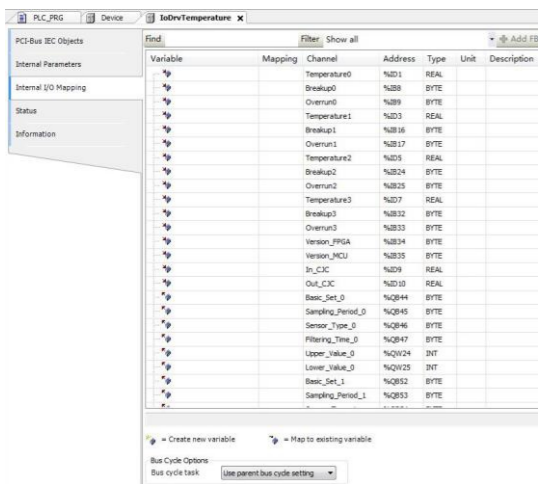 PLC_PRG Device IoDrvTemperature x
PCI-Bus IEC Objects
Internal Parameters
Internal I/O Mapping
Status
Information
Find Filter Show all Add FB
Variable Mapping Channel Address Type Unit Description
Temperature0 %ID1 REAL
Breakup0 %IB8 BYTE
Overrun0 %IB9 BYTE
Temperature1 %ID3 REAL
Breakup1 %IB16 BYTE
Overrun1 %IB17 BYTE
Temperature2 %ID5 REAL
Breakup2 %IB24 BYTE
Overrun2 %IB25 BYTE
Temperature3 %ID7 REAL
Breakup3 %IB32 BYTE
Overrun3 %IB33 BYTE
Version_FPGA %IB34 BYTE
Version_MCU %IB35 BYTE
In_CJC %ID9 REAL
Out_CJC %ID10 REAL
Basic_Set_0 %QB44 BYTE
Sampling_Period_0 %QB45 BYTE
Sensor_Type_0 %QB46 BYTE
Filtering_Time_0 %QB47 BYTE
Upper_Value_0 %QW24 INT
Lower_Value_0 %QW25 INT
Basic_Set_1 %QB52 BYTE
Sampling_Period_1 %QB53 BYTE
= Create new variable = Map to existing variable
Bus Cycle Options
Bus cycle task Use parent bus cycle setting